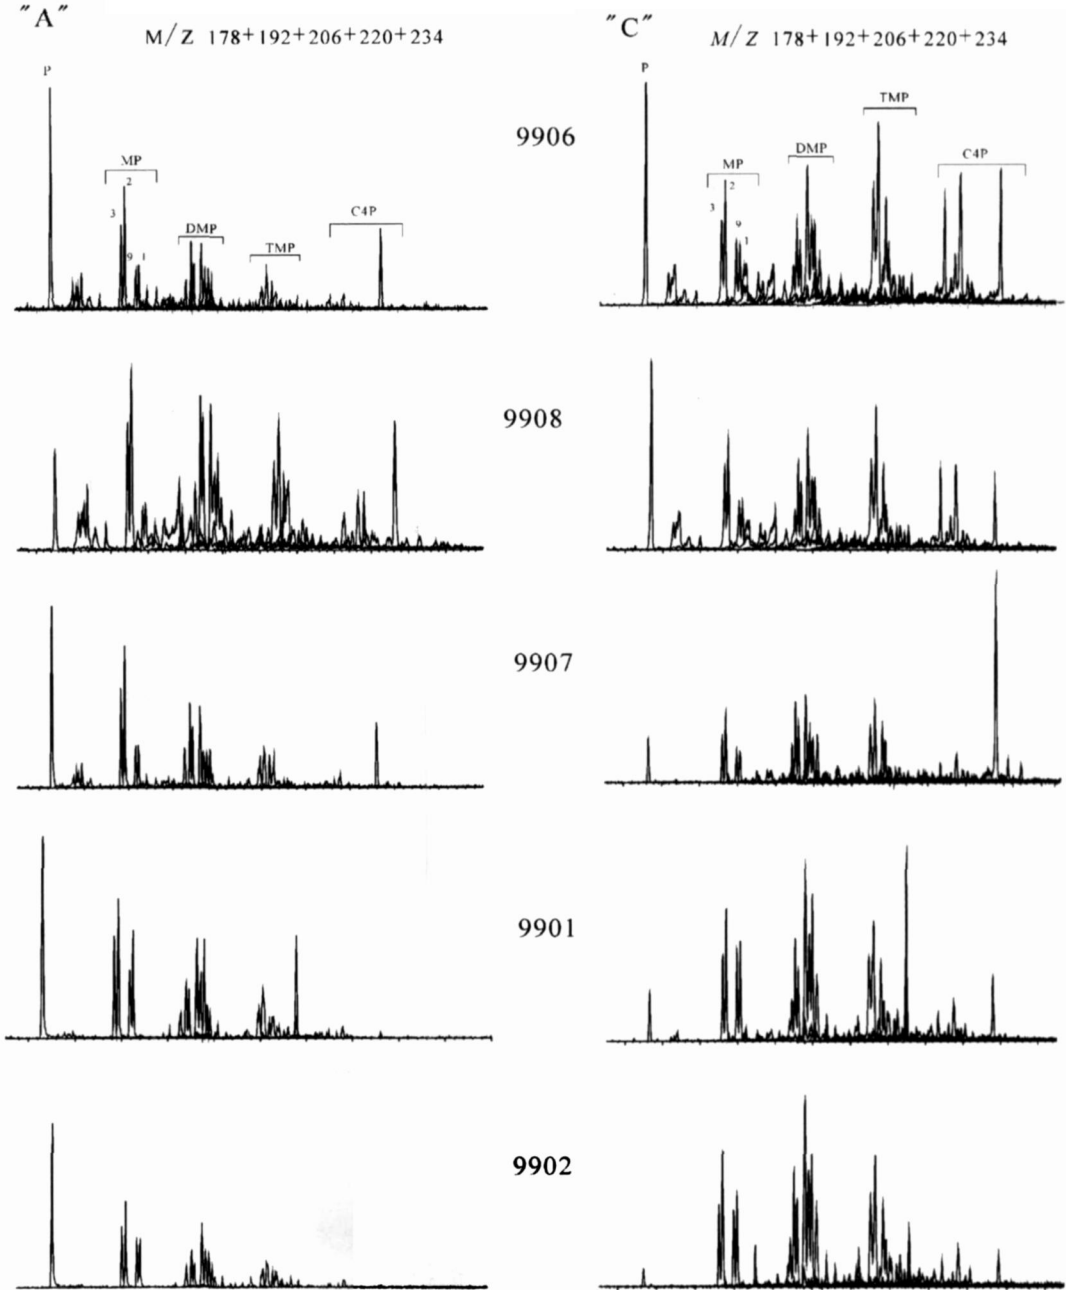 "A"
M/Z 178+192+206+220+234
P
MP
2
3
9 1
DMP
TMP
C4P
9906
"C"
M/Z 178+192+206+220+234
P
MP
2
3
9
1
DMP
TMP
C4P
9908
9907
9901
9902